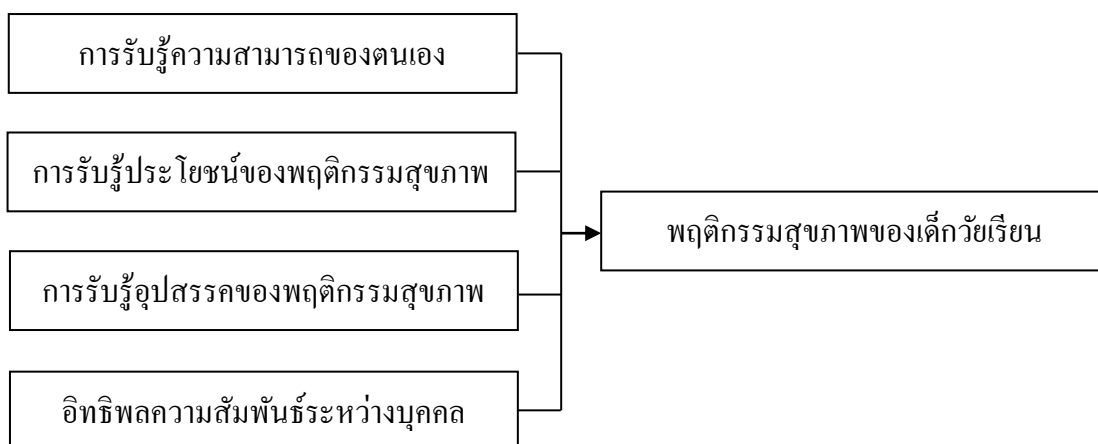 การรับรู้ความสามารถของตนเอง
การรับรู้ประโยชน์ของพฤติกรรมสุขภาพ
พฤติกรรมสุขภาพของเด็กวัยเรียน
การรับรู้อุปสรรคของพฤติกรรมสุขภาพ
อิทธิพลความสัมพันธ์ระหว่างบุคคล